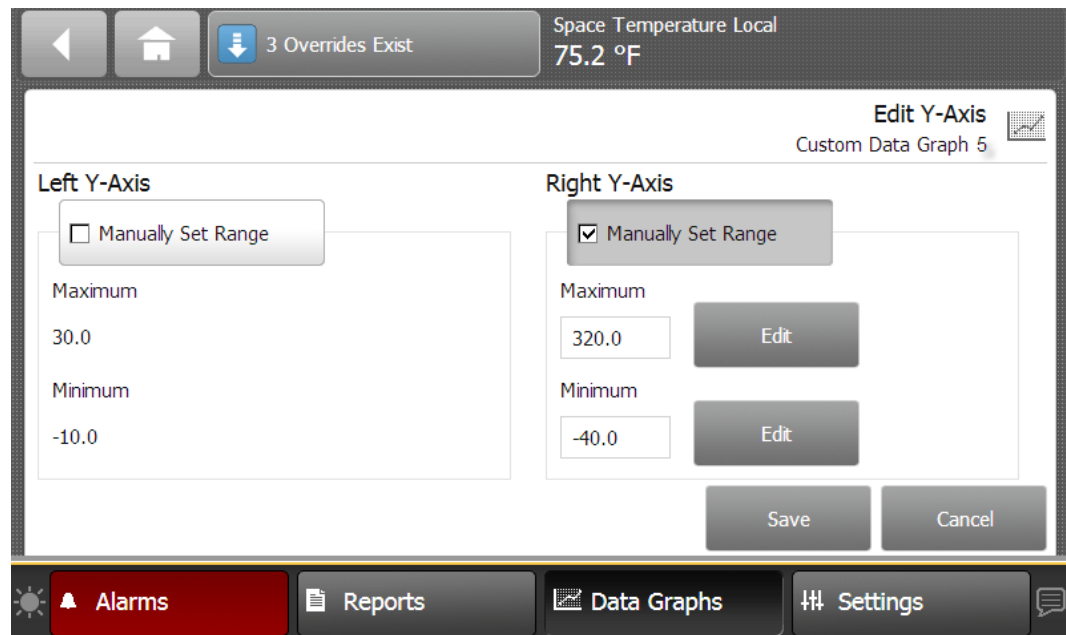 3 Overrides Exist
Space Temperature Local
75.2 °F
Edit Y-Axis
Custom Data Graph 5
Left Y-Axis
Manually Set Range
Maximum
30.0
Minimum
-10.0
Right Y-Axis
Manually Set Range
Maximum
320.0
Edit
Minimum
-40.0
Edit
Save
Cancel
Alarms
Reports
Data Graphs
Settings